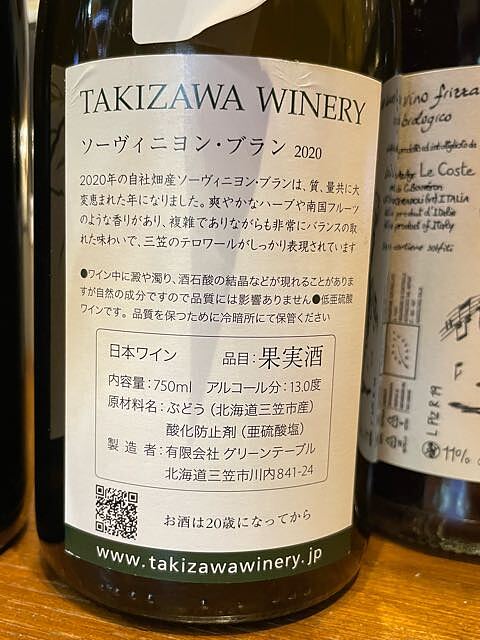 TAKIZAWA WINERY
ソーヴィニヨン・ブラン 2020
2020年の自社畑産ソーヴィニヨン・ブランは、質、量共に大
変恵まれた年になりました。爽やかなハーブや南国フルーツ
のような香りがあり、複雑でありながらも非常にバランスの取
れた味わいで、三笠のテロワールがしっかり表現されています
●ワイン中に澱や濁り、酒石酸の結晶などが現れることがありま
すが自然の成分ですので品質には影響ありません●低亜硫酸
ワインです。品質を保つために冷暗所にて保管ください
日本ワイン 品目:果実酒
内容量:750ml アルコール分:13.0度
原材料名:ぶどう(北海道三笠市産)
酸化防止剤(亜硫酸塩)
製造者:有限会社 グリーンテーブル
北海道三笠市川内841-24
お酒は20歳になってから
www.takizawawinery.jp
vino frizza
biologico
Le Coste
ITALIA
product d'Italie
product of Italy
contiene solfiti
L P12 R 19
11%